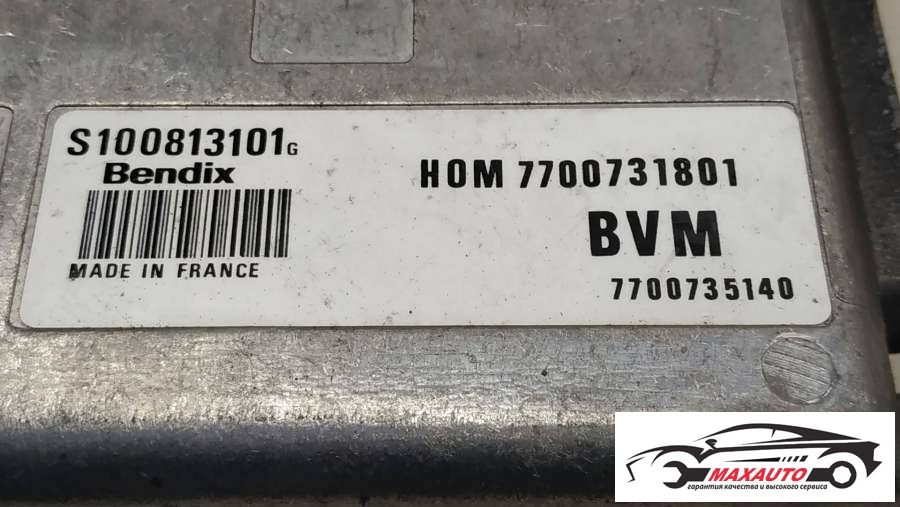 S100813101G
Bendix
MADE IN FRANCE
HOM 7700731801
BVM
7700735140
MAXAUTO
гарантия качества и высокого сервиса